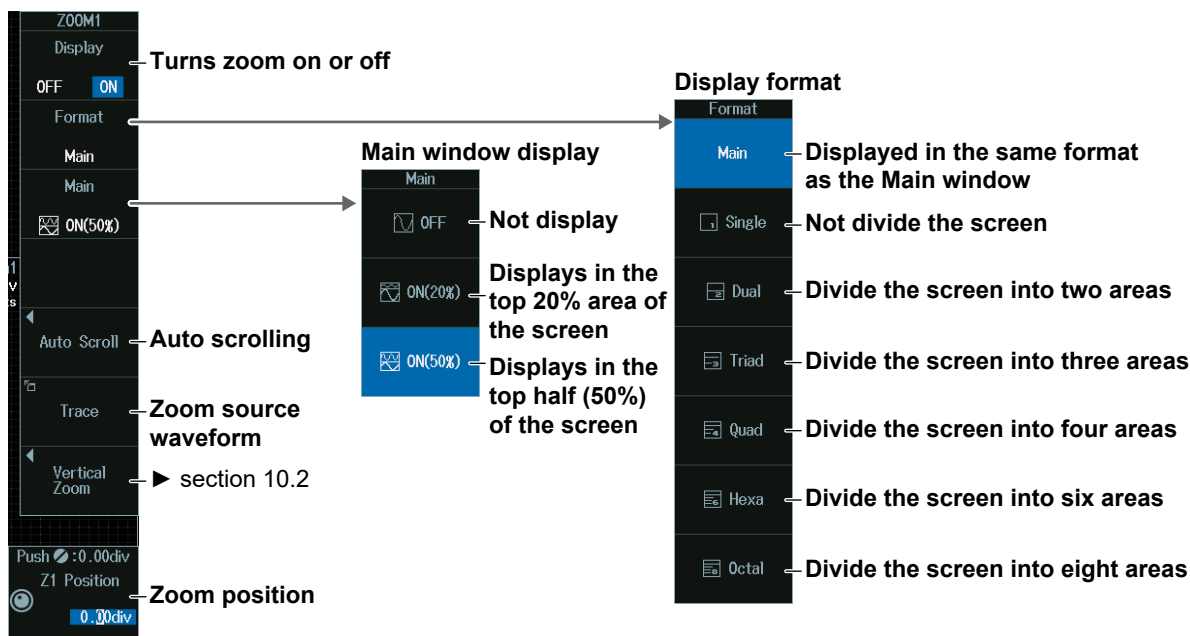 ZOOM1
Display
OFF ON
Turns zoom on or off
Format
Main
Main
ON(50%)
Auto Scroll
Auto scrolling
Trace
Zoom source
waveform
Vertical
Zoom
► section 10.2
Push :0.00div
Z1 Position
0.00div
Zoom position
Main window display
Main
OFF
Not display
ON(20%)
Displays in the
top 20% area of
the screen
ON(50%)
Displays in the
top half (50%)
of the screen
Display format
Format
Main
Displayed in the same format
as the Main window
1 Single
Not divide the screen
2 Dual
Divide the screen into two areas
3 Triad
Divide the screen into three areas
4 Quad
Divide the screen into four areas
6 Hexa
Divide the screen into six areas
8 Octal
Divide the screen into eight areas